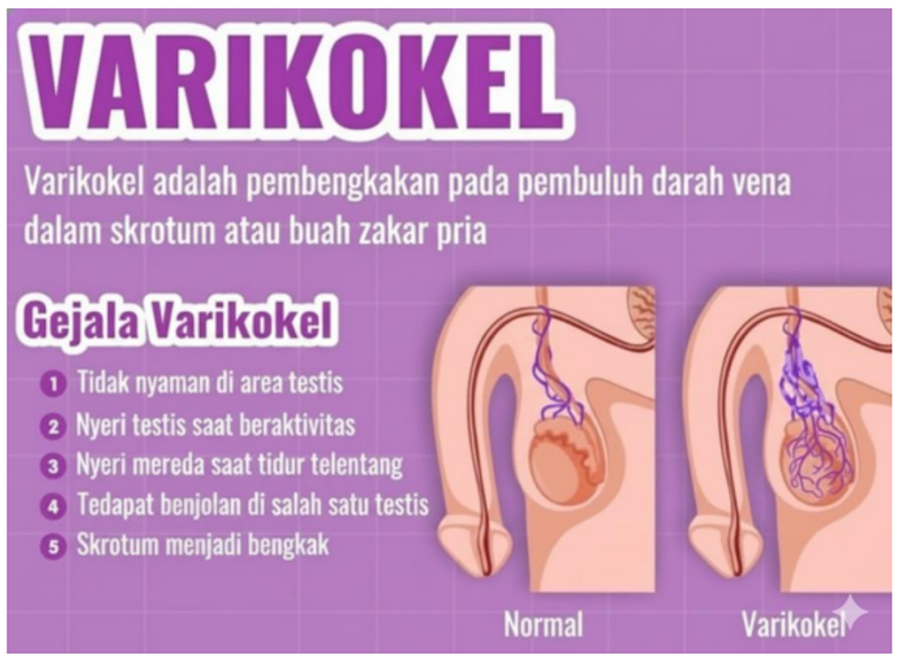 VARIKOKEL
Varikokel adalah pembengkakan pada pembuluh darah vena
dalam skrotum atau buah zakar pria
Gejala Varikokel
1 Tidak nyaman di area testis
2 Nyeri testis saat beraktivitas
3 Nyeri mereda saat tidur telentang
4 Tedapat benjolan di salah satu testis
5 Skrotum menjadi bengkak
Normal
Varikokel